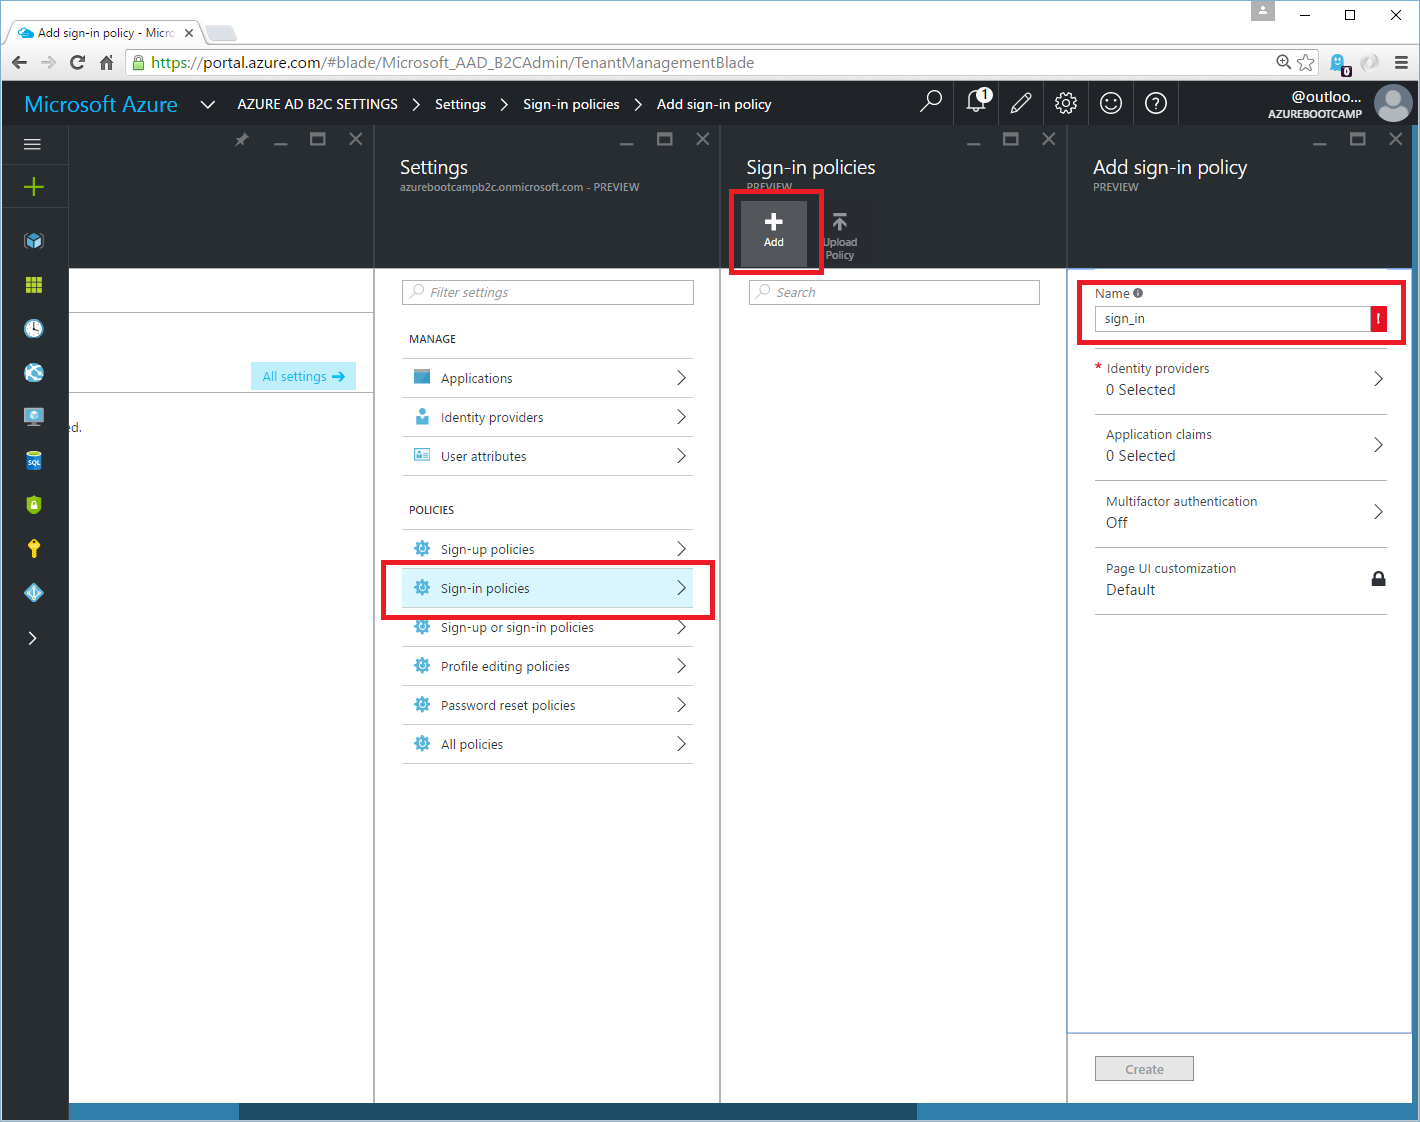 Add sign-in policy - Micro
https://portal.azure.com/#blade/Microsoft_AAD_B2CAdmin/TenantManagementBlade
0
Microsoft Azure
AZURE AD B2C SETTINGS > Settings > Sign-in policies > Add sign-in policy
1
@outloo...
AZUREBOOTCAMP
All settings
ed.
SQL
Settings
azurebootcampb2c.onmicrosoft.com - PREVIEW
Filter settings
MANAGE
Applications
Identity providers
User attributes
POLICIES
Sign-up policies
Sign-in policies
Sign-up or sign-in policies
Profile editing policies
Password reset policies
All policies
Sign-in policies
PREVIEW
Add
Upload
Policy
Search
Add sign-in policy
PREVIEW
Name
sign_in
!
* Identity providers
0 Selected
Application claims
0 Selected
Multifactor authentication
Off
Page UI customization
Default
Create